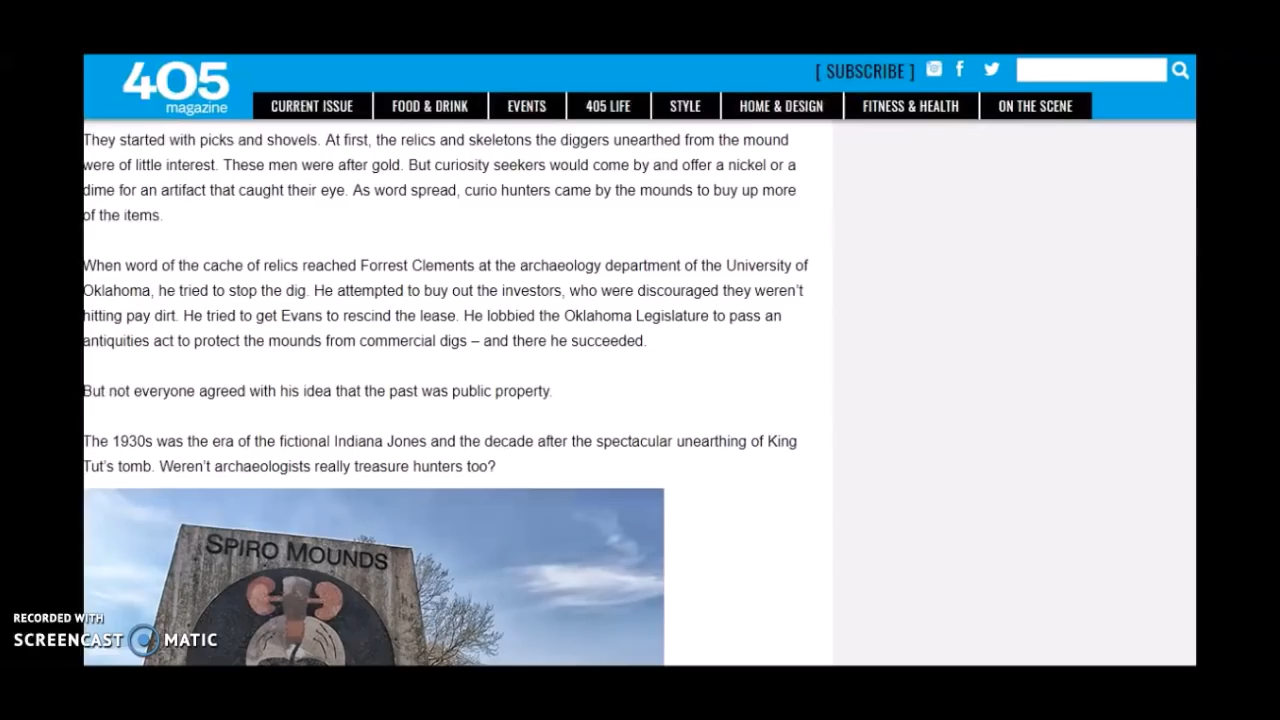 405
magazine
[ SUBSCRIBE ]
CURRENT ISSUE FOOD & DRINK EVENTS 405 LIFE STYLE HOME & DESIGN FITNESS & HEALTH ON THE SCENE
They started with picks and shovels. At first, the relics and skeletons the diggers unearthed from the mound
were of little interest. These men were after gold. But curiosity seekers would come by and offer a nickel or a
dime for an artifact that caught their eye. As word spread, curio hunters came by the mounds to buy up more
of the items.
When word of the cache of relics reached Forrest Clements at the archaeology department of the University of
Oklahoma, he tried to stop the dig. He attempted to buy out the investors, who were discouraged they weren’t
hitting pay dirt. He tried to get Evans to rescind the lease. He lobbied the Oklahoma Legislature to pass an
antiquities act to protect the mounds from commercial digs – and there he succeeded.
But not everyone agreed with his idea that the past was public property.
The 1930s was the era of the fictional Indiana Jones and the decade after the spectacular unearthing of King
Tut’s tomb. Weren’t archaeologists really treasure hunters too?
SPIRO MOUNDS
RECORDED WITH
SCREENCAST MATIC